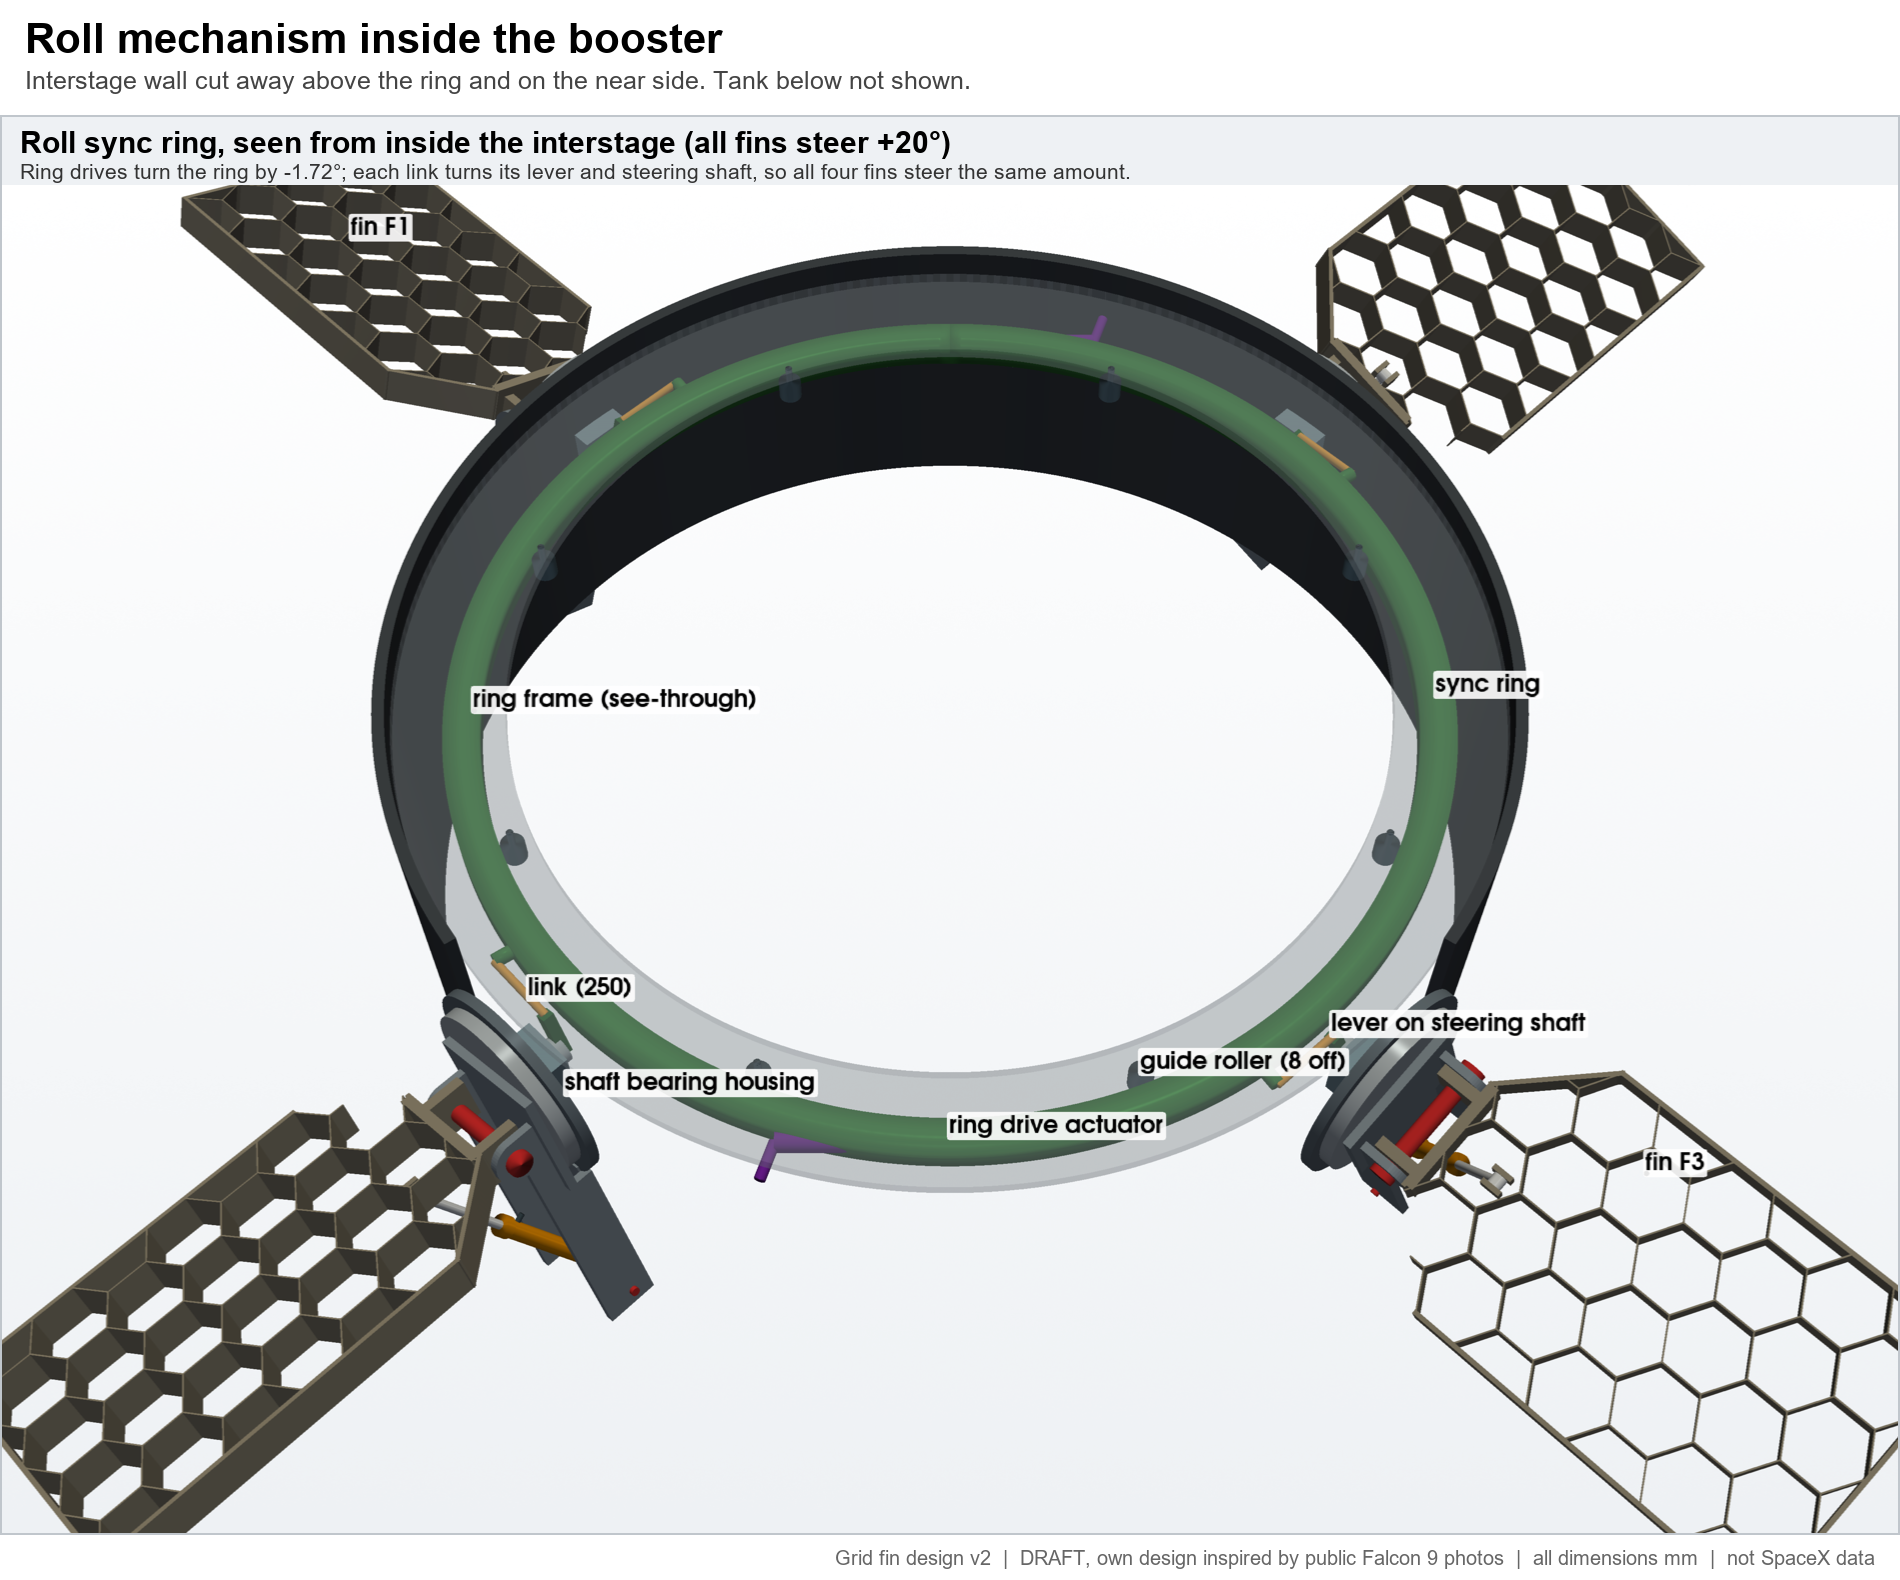 Roll mechanism inside the booster
Interstage wall cut away above the ring and on the near side. Tank below not shown.
Roll sync ring, seen from inside the interstage (all fins steer +20°)
Ring drives turn the ring by -1.72°; each link turns its lever and steering shaft, so all four fins steer the same amount.
fin F1
sync ring
ring frame (see-through)
link (250)
lever on steering shaft
guide roller (8 off)
shaft bearing housing
ring drive actuator
fin F3
Grid fin design v2 | DRAFT, own design inspired by public Falcon 9 photos | all dimensions mm | not SpaceX data